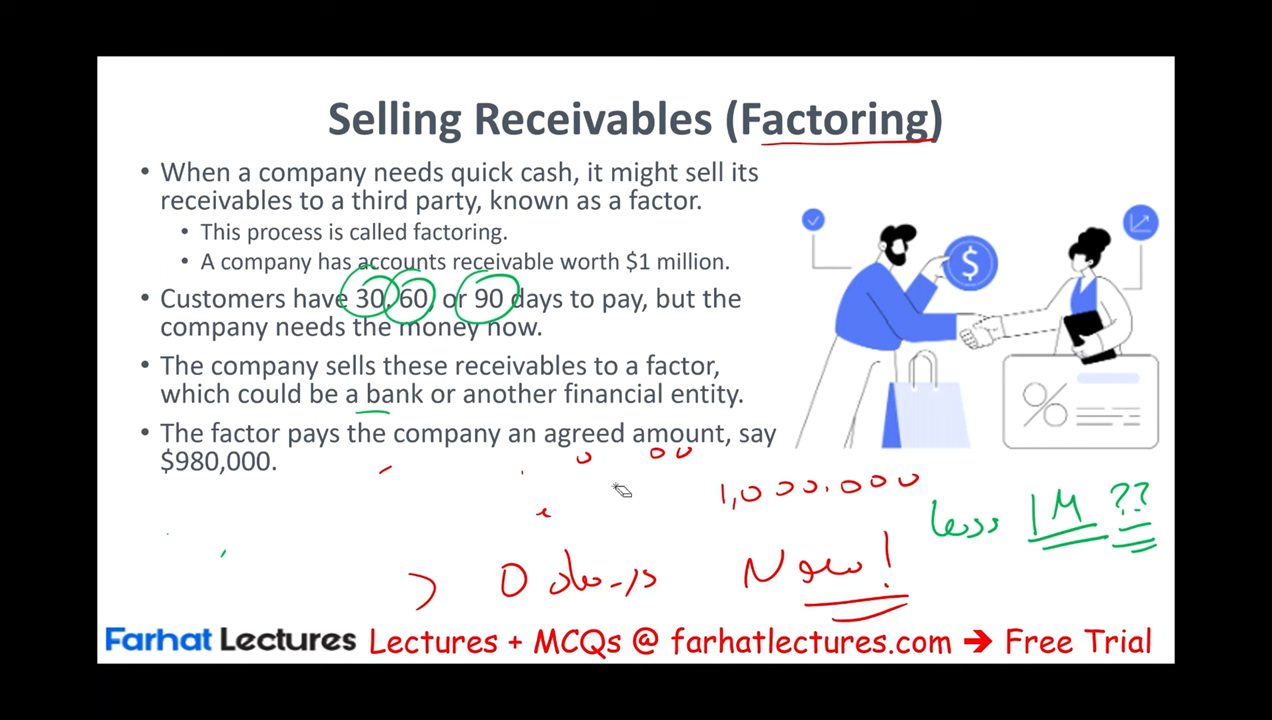 Selling Receivables (Factoring)
• When a company needs quick cash, it might sell its
receivables to a third party, known as a factor.
• This process is called factoring.
• A company has accounts receivable worth $1 million.
• Customers have 30, 60, or 90 days to pay, but the
company needs the money now.
• The company sells these receivables to a factor,
which could be a bank or another financial entity.
• The factor pays the company an agreed amount, say
$980,000.
$
%
1,000.000
less 1M ??
0 days Now!
Farhat Lectures Lectures + MCQs @ farhatlectures.com → Free Trial